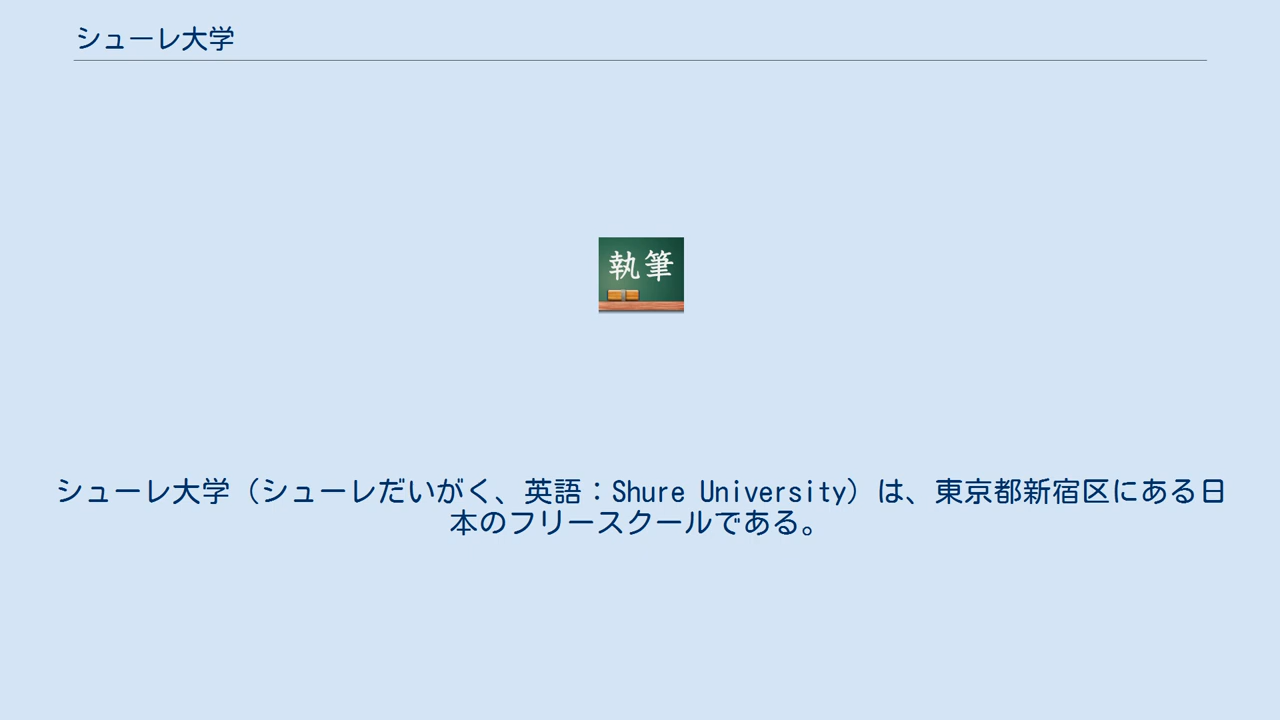 シューレ大学
執筆
シューレ大学（シューレだいがく、英語：Shure University）は、東京都新宿区にある日
本のフリースクールである。